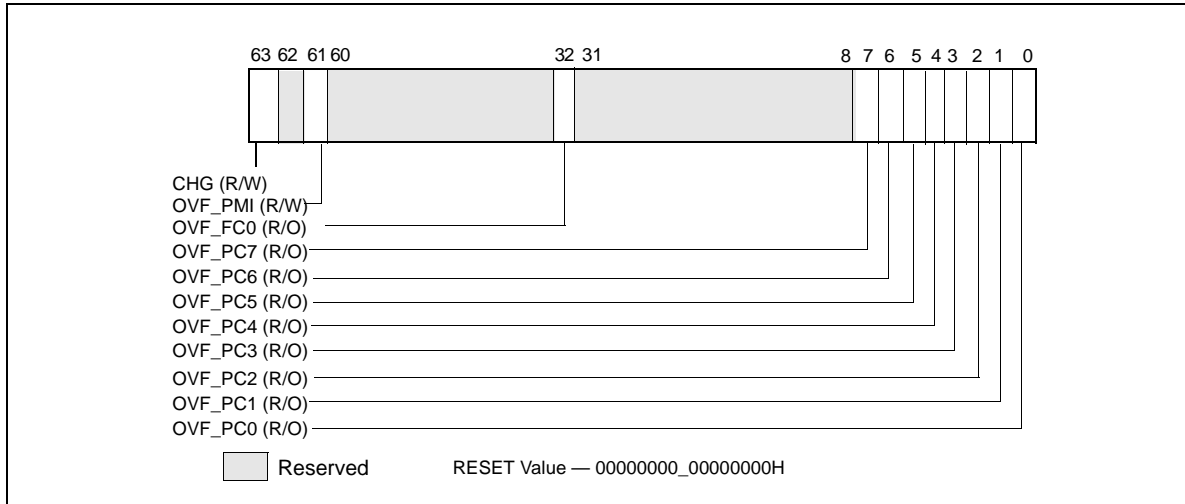 63 62 61 60 32 31 8 7 6 5 4 3 2 1 0
CHG (R/W)
OVF_PMI (R/W)
OVF_FC0 (R/O)
OVF_PC7 (R/O)
OVF_PC6 (R/O)
OVF_PC5 (R/O)
OVF_PC4 (R/O)
OVF_PC3 (R/O)
OVF_PC2 (R/O)
OVF_PC1 (R/O)
OVF_PC0 (R/O)
Reserved RESET Value — 00000000_00000000H